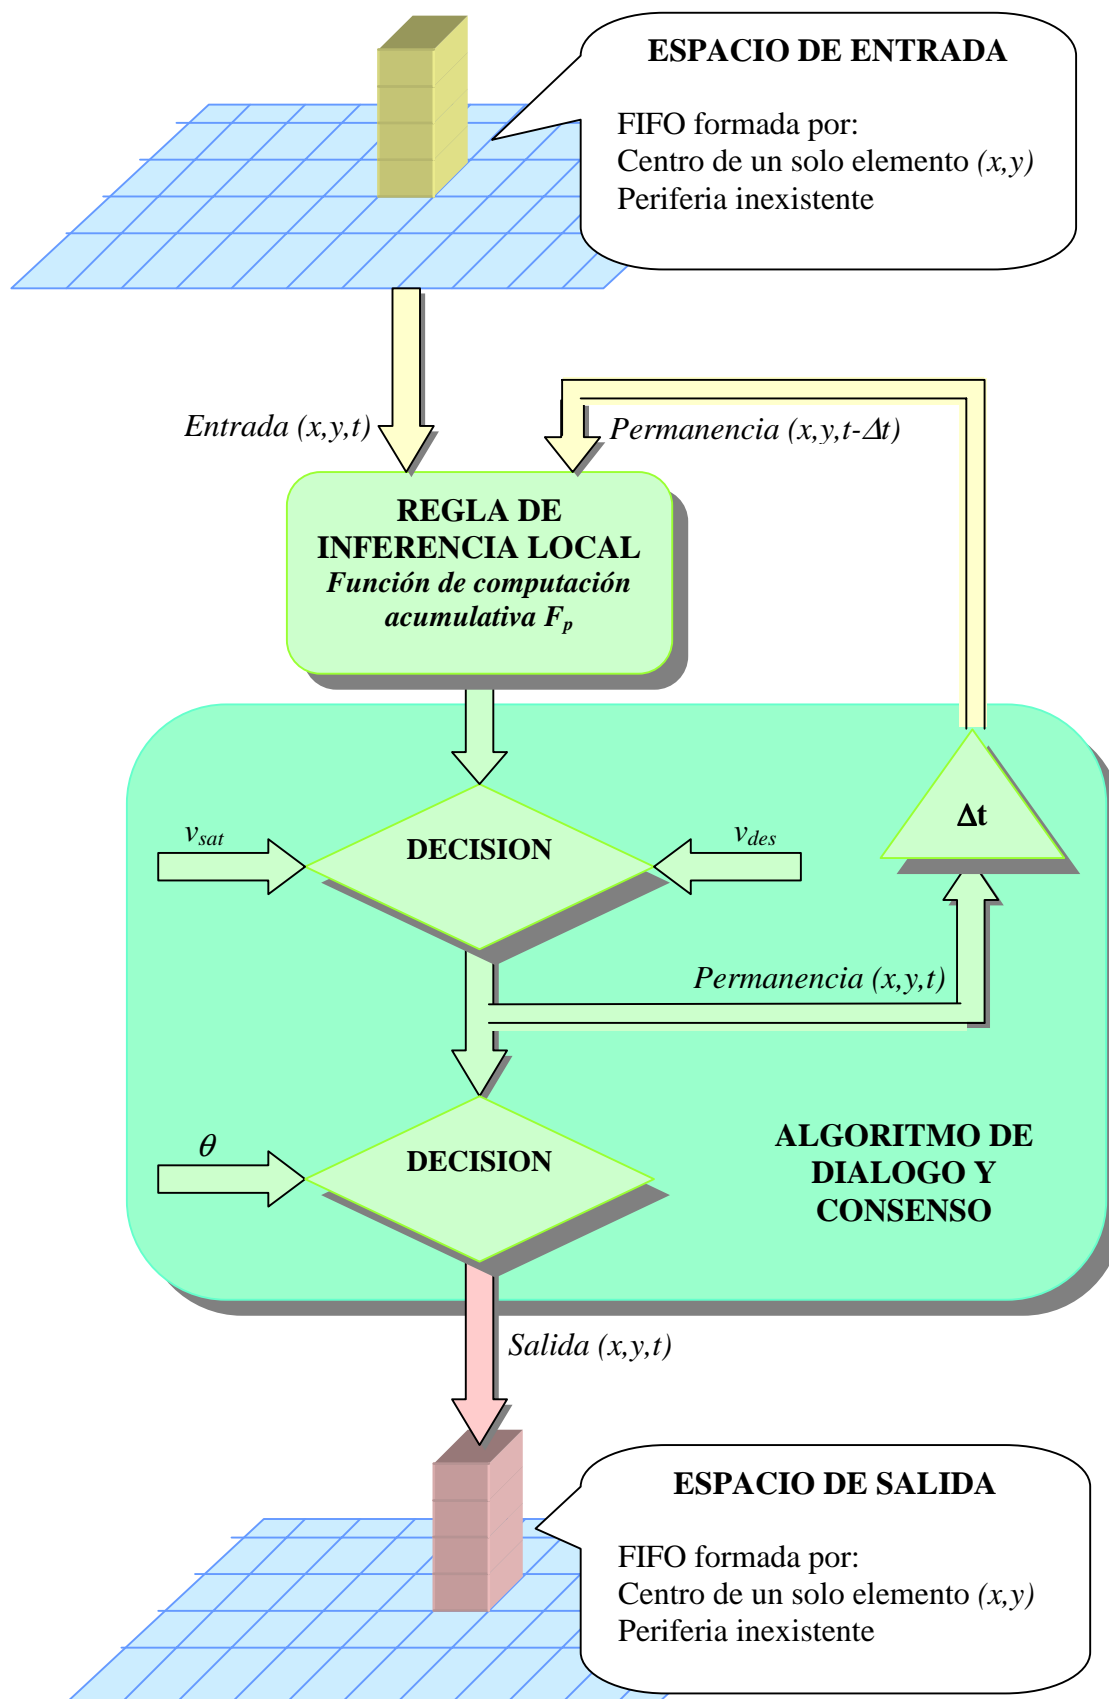 ESPACIO DE ENTRADA
FIFO formada por:
Centro de un solo elemento (x,y)
Periferia inexistente
Entrada (x,y,t)
Permanencia (x,y,t-Δt)
REGLA DE
INFERENCIA LOCAL
Función de computación
acumulativa Fp
vsat
DECISION
vdes
Δt
Permanencia (x,y,t)
θ
DECISION
ALGORITMO DE
DIALOGO Y
CONSENSO
Salida (x,y,t)
ESPACIO DE SALIDA
FIFO formada por:
Centro de un solo elemento (x,y)
Periferia inexistente